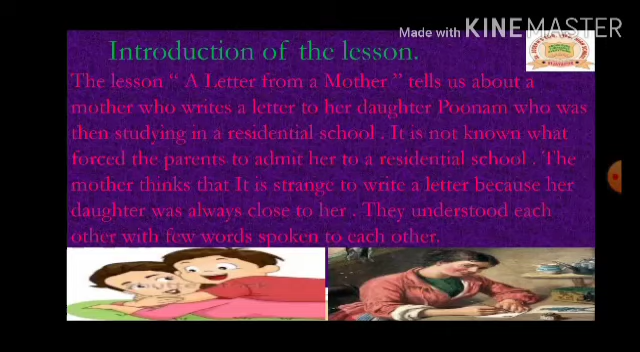 Made with KINEMASTER
Introduction of the lesson.
The lesson “ A Letter from a Mother ” tells us about a
mother who writes a letter to her daughter Poonam who was
then studying in a residential school . It is not known what
forced the parents to admit her to a residential school . The
mother thinks that It is strange to write a letter because her
daughter was always close to her . They understood each
other with few words spoken to each other.